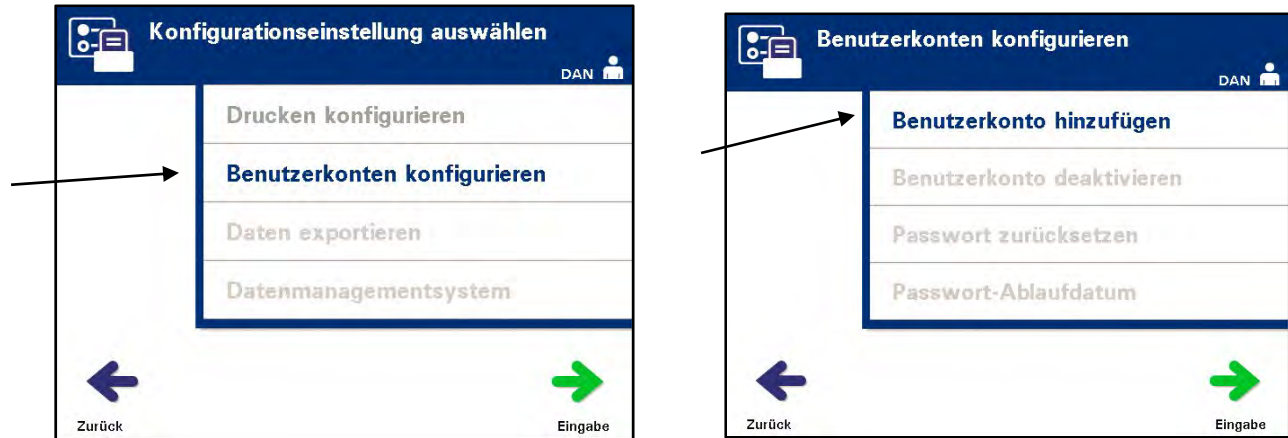 Konfigurationseinstellung auswählen
DAN
Drucken konfigurieren
Benutzerkonten konfigurieren
Daten exportieren
Datenmanagementsystem
Zurück
Eingabe
Benutzerkonten konfigurieren
DAN
Benutzerkonto hinzufügen
Benutzerkonto deaktivieren
Passwort zurücksetzen
Passwort-Ablaufdatum
Zurück
Eingabe